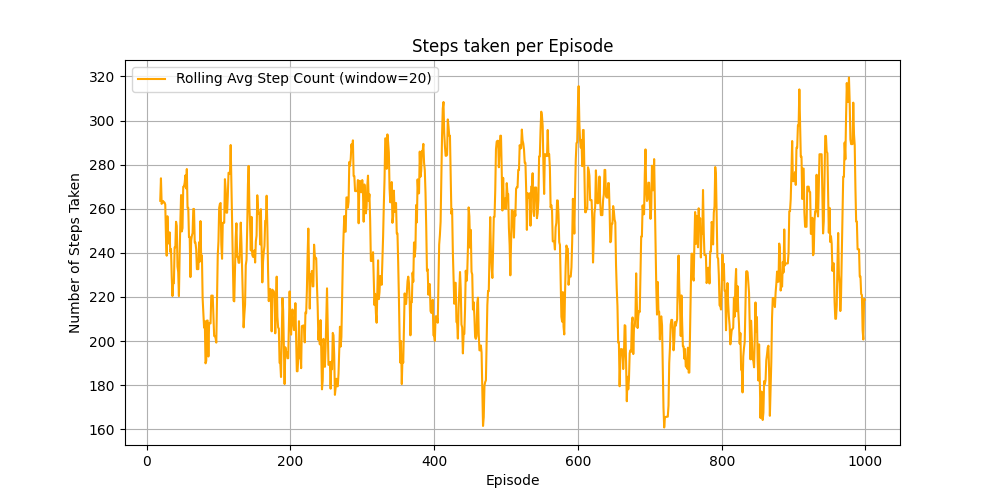 Steps taken per Episode
Rolling Avg Step Count (window=20)
Number of Steps Taken
320
300
280
260
240
220
200
180
160
0 200 400 600 800 1000
Episode